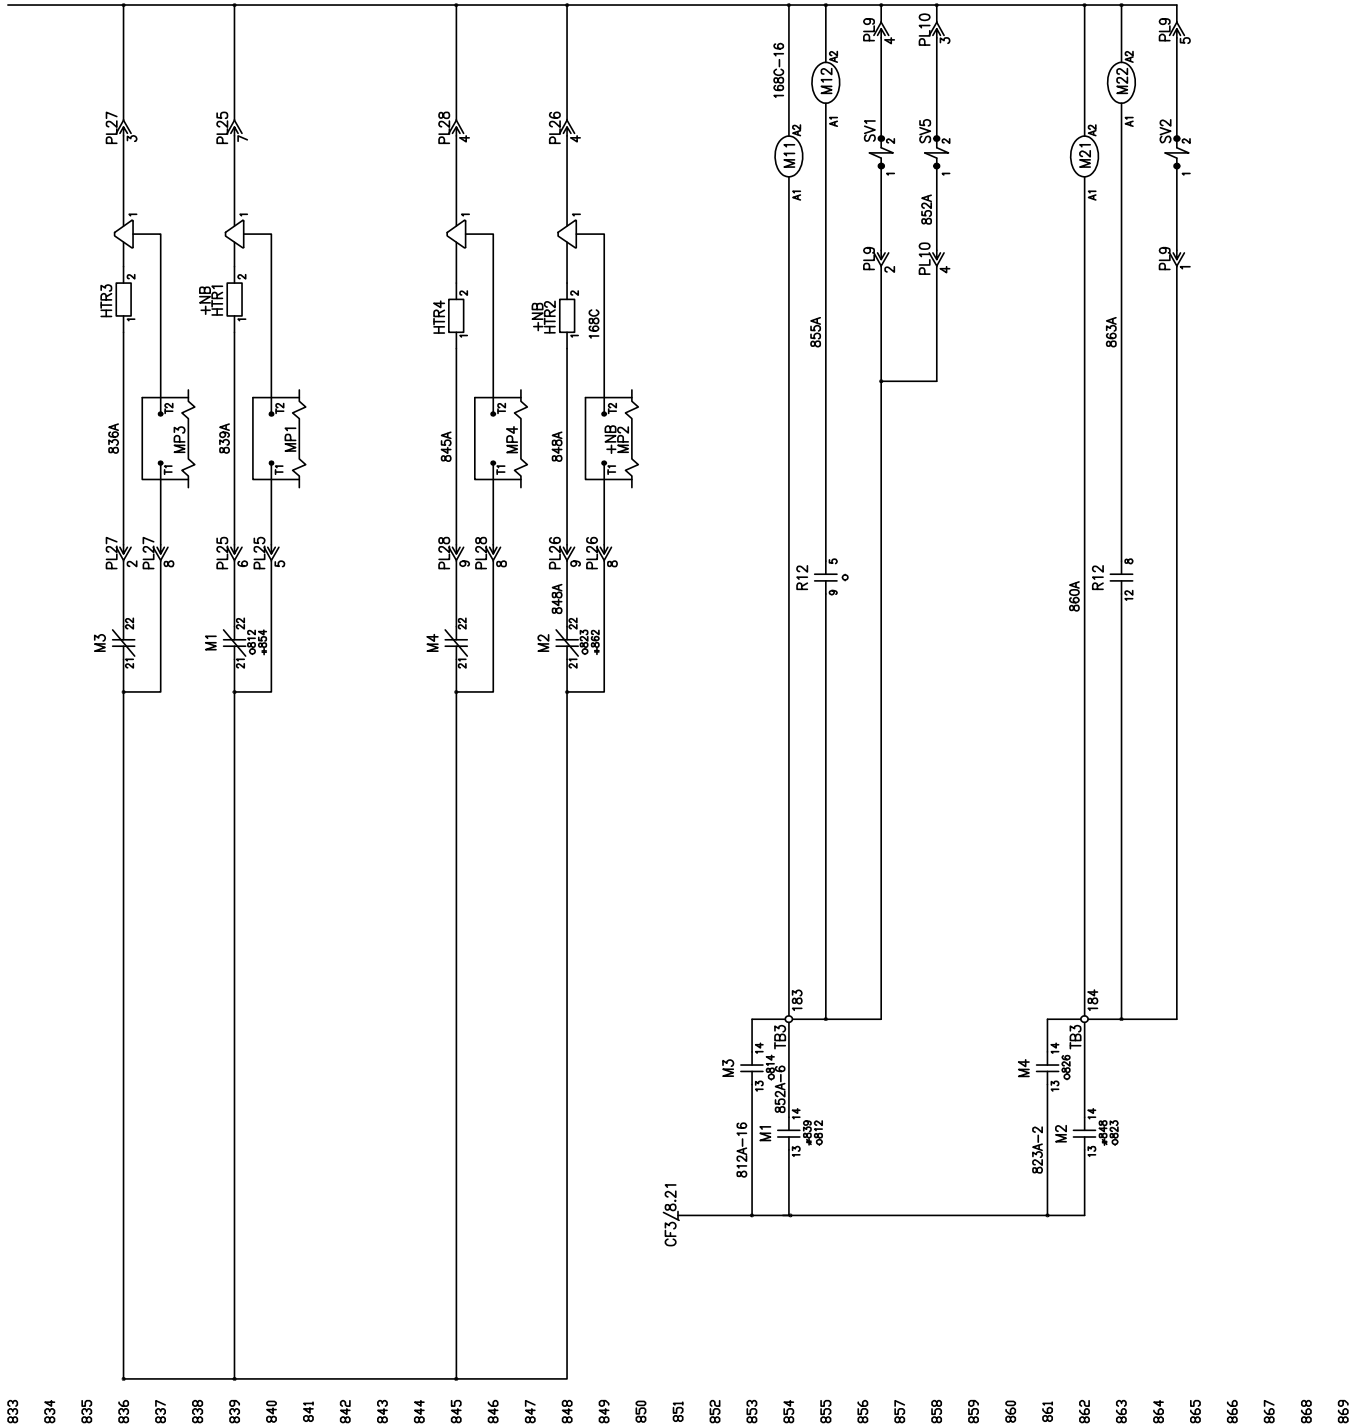 833
834
835
836
M3
21
22
PL27
2
836A
HTR3
1
2
1
PL27
3
837
PL27
8
T1
MP3
T2
838
839
M1
21
22
o812
+854
PL25
6
839A
+NB
HTR1
1
2
1
PL25
7
840
PL25
5
T1
MP1
T2
841
842
843
844
845
M4
21
22
PL28
9
845A
HTR4
1
2
1
PL28
4
846
PL28
8
T1
MP4
T2
847
848
M2
21
22
o823
+862
848A
PL26
9
848A
+NB
HTR2
1
2
168C
1
PL26
4
849
PL26
8
T1
+NB
MP2
T2
850
851
CF3/8.21
852
853
812A-16
M3
13
14
o814
854
M1
13
14
#839
o812
852A-6
TB3
183
A1
M11
A2
168C-16
855
R12
9
5
855A
A1
M12
A2
856
857
PL9
2
SV1
1
2
PL9
4
858
PL10
4
852A
SV5
1
2
PL10
3
859
860
861
823A-2
M4
13
14
o826
862
M2
13
14
#848
o823
TB3
184
860A
A1
M21
A2
863
R12
12
8
863A
A1
M22
A2
864
865
PL9
1
SV2
1
2
PL9
5
866
867
868
869